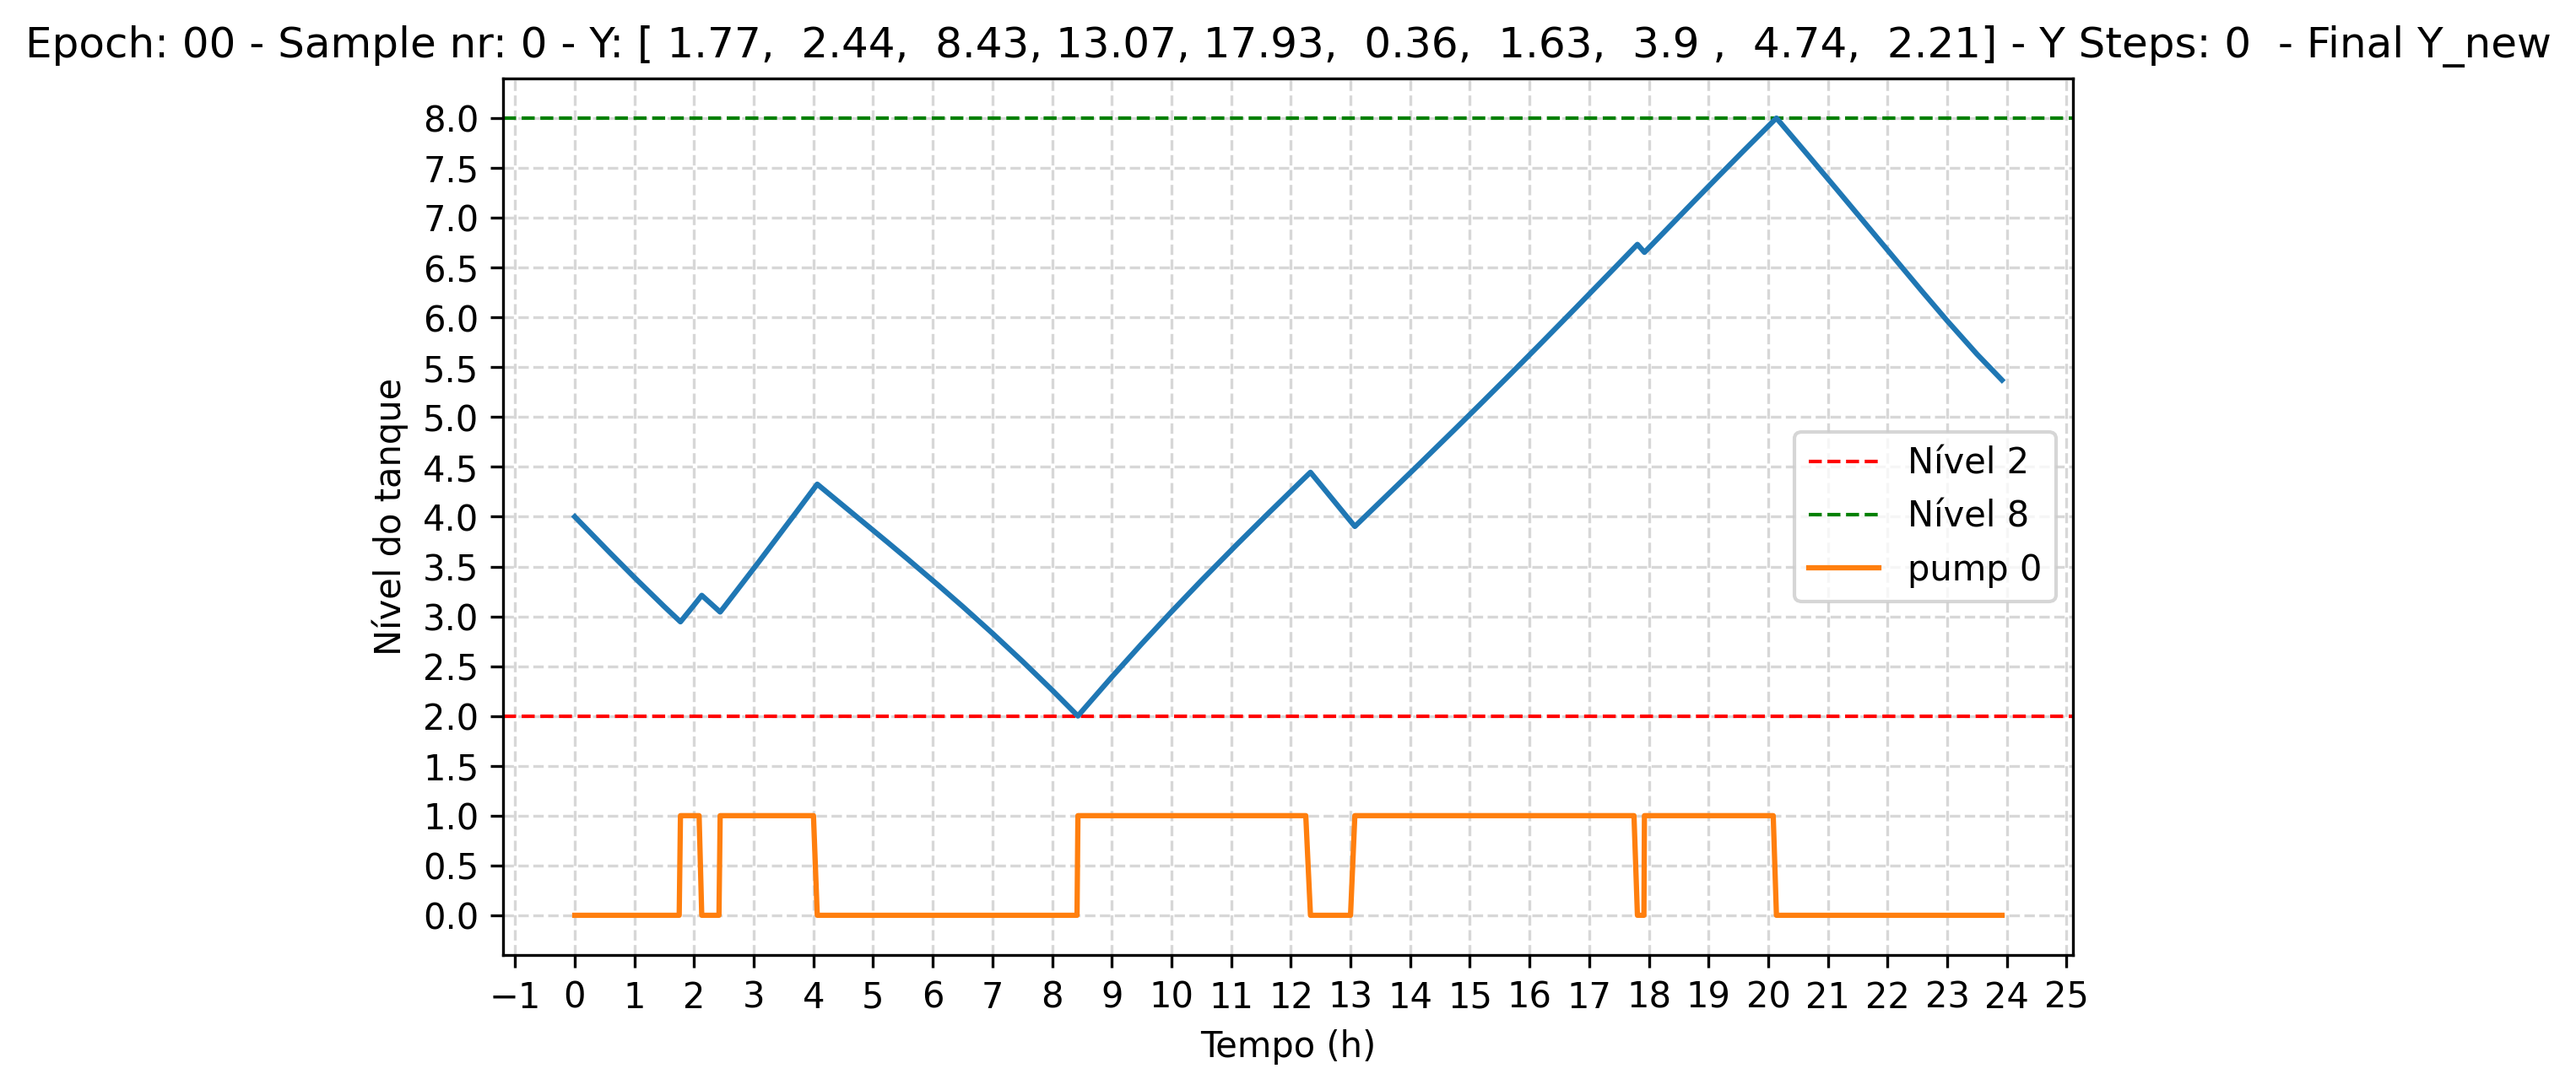 Epoch: 00 - Sample nr: 0 - Y: [ 1.77,  2.44,  8.43, 13.07, 17.93,  0.36,  1.63,  3.9 ,  4.74,  2.21] - Y Steps: 0  - Final Y_new
8.0
7.5
7.0
6.5
6.0
5.5
5.0
4.5
4.0
3.5
3.0
2.5
2.0
1.5
1.0
0.5
0.0
Nível do tanque
Nível 2
Nível 8
pump 0
−1 0 1 2 3 4 5 6 7 8 9 10 11 12 13 14 15 16 17 18 19 20 21 22 23 24 25
Tempo (h)